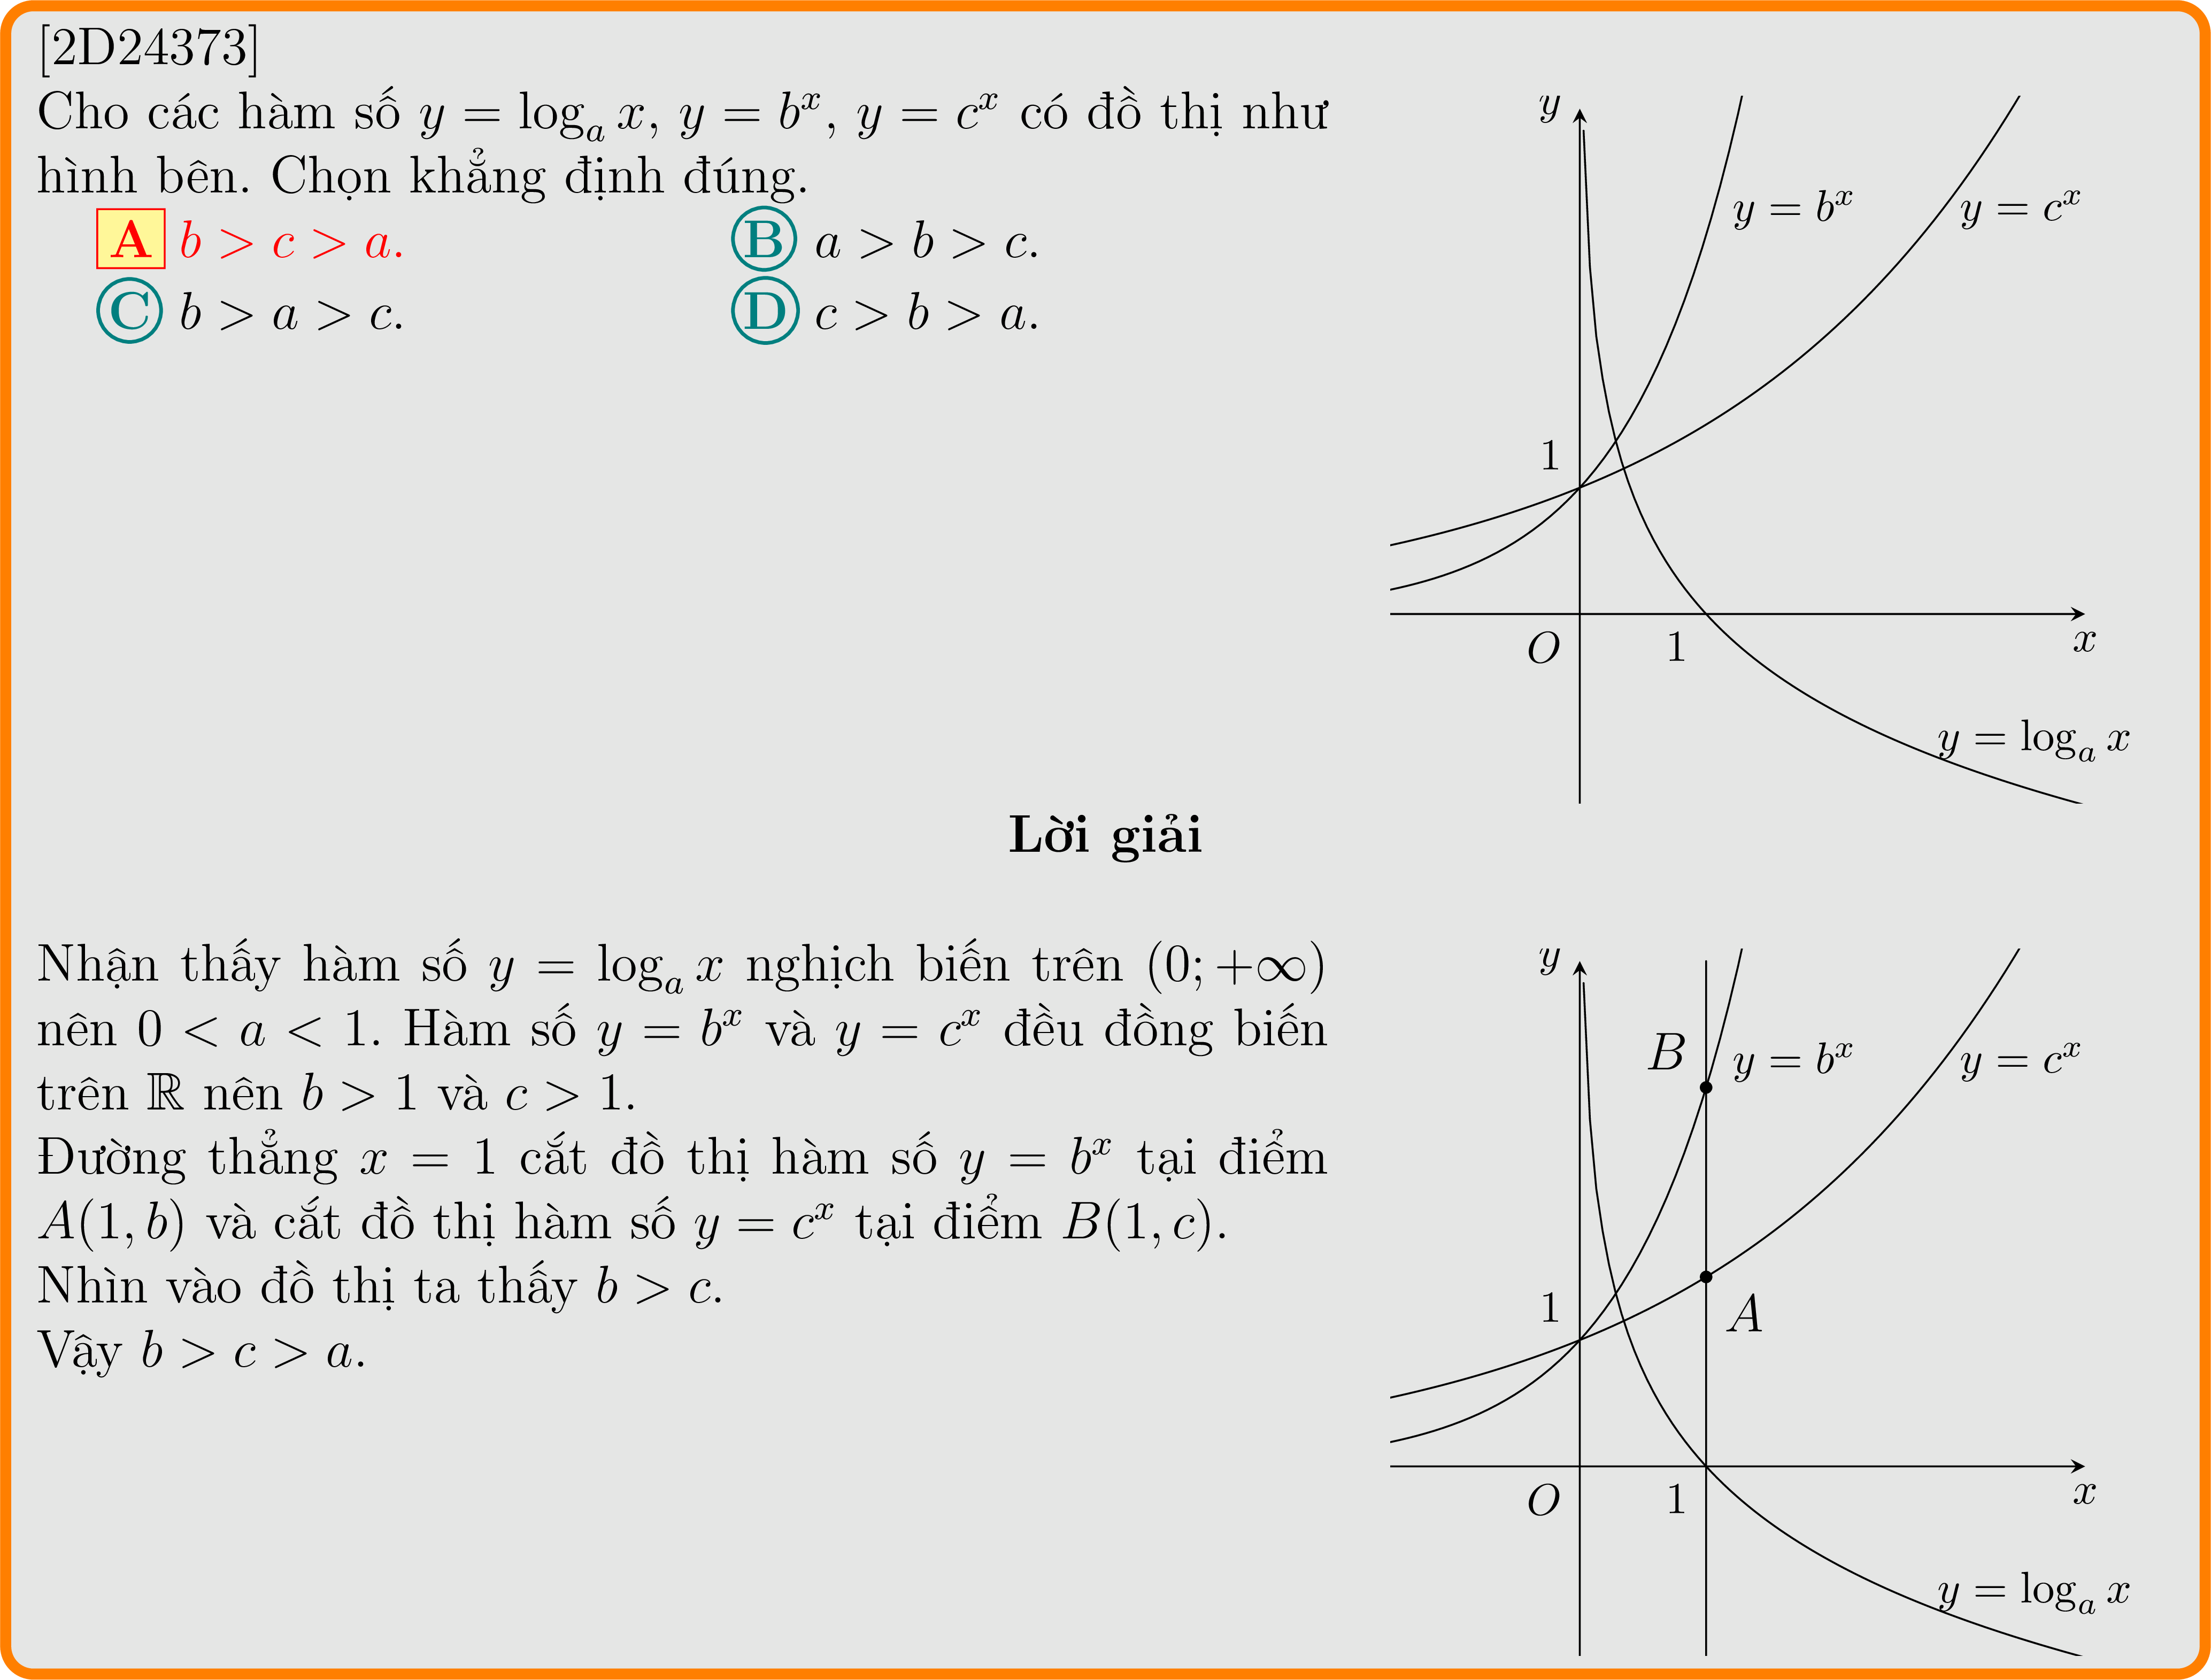 [2D24373]
Cho các hàm số y = log_a x, y = b^x, y = c^x có đồ thị như
hình bên. Chọn khẳng định đúng.
A b > c > a.
B a > b > c.
C b > a > c.
D c > b > a.
y
y = b^x
y = c^x
1
O
1
x
y = log_a x
Lời giải
Nhận thấy hàm số y = log_a x nghịch biến trên (0; +∞)
nên 0 < a < 1. Hàm số y = b^x và y = c^x đều đồng biến
trên ℝ nên b > 1 và c > 1.
Đường thẳng x = 1 cắt đồ thị hàm số y = b^x tại điểm
A(1, b) và cắt đồ thị hàm số y = c^x tại điểm B(1, c).
Nhìn vào đồ thị ta thấy b > c.
Vậy b > c > a.
y
B
y = b^x
y = c^x
1
A
O
1
x
y = log_a x